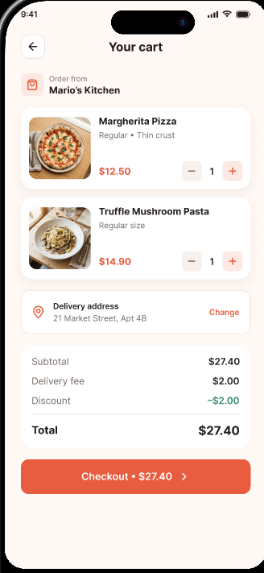 9:41
Your cart
Order from
Mario's Kitchen
Margherita Pizza
Regular • Thin crust
$12.50
1
Truffle Mushroom Pasta
Regular size
$14.90
1
Delivery address
21 Market Street, Apt 4B
Change
Subtotal $27.40
Delivery fee $2.00
Discount -$2.00
Total $27.40
Checkout • $27.40